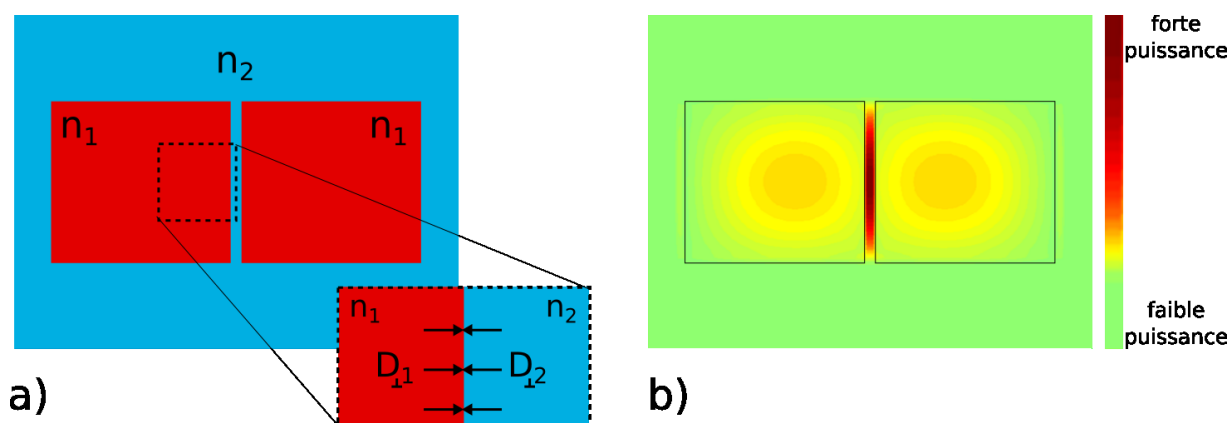 n₂
n₁ n₁
n₁ n₂
D⊥1 D⊥2
a)
forte
puissance
faible
puissance
b)